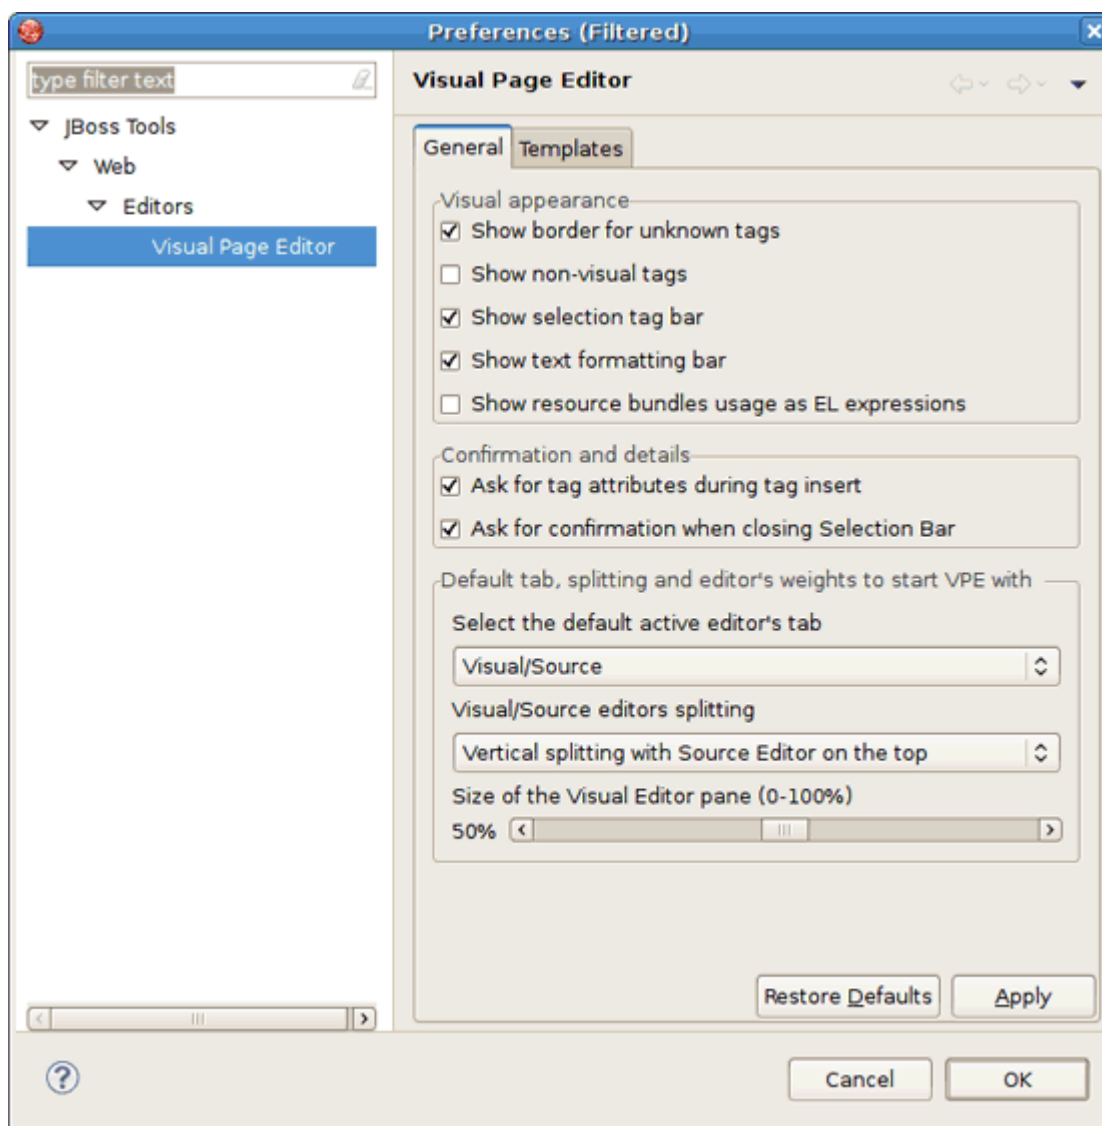 Preferences (Filtered)
type filter text
JBoss Tools
Web
Editors
Visual Page Editor
Visual Page Editor
General
Templates
Visual appearance
Show border for unknown tags
Show non-visual tags
Show selection tag bar
Show text formatting bar
Show resource bundles usage as EL expressions
Confirmation and details
Ask for tag attributes during tag insert
Ask for confirmation when closing Selection Bar
Default tab, splitting and editor's weights to start VPE with
Select the default active editor's tab
Visual/Source
Visual/Source editors splitting
Vertical splitting with Source Editor on the top
Size of the Visual Editor pane (0-100%)
50%
Restore Defaults
Apply
Cancel
OK